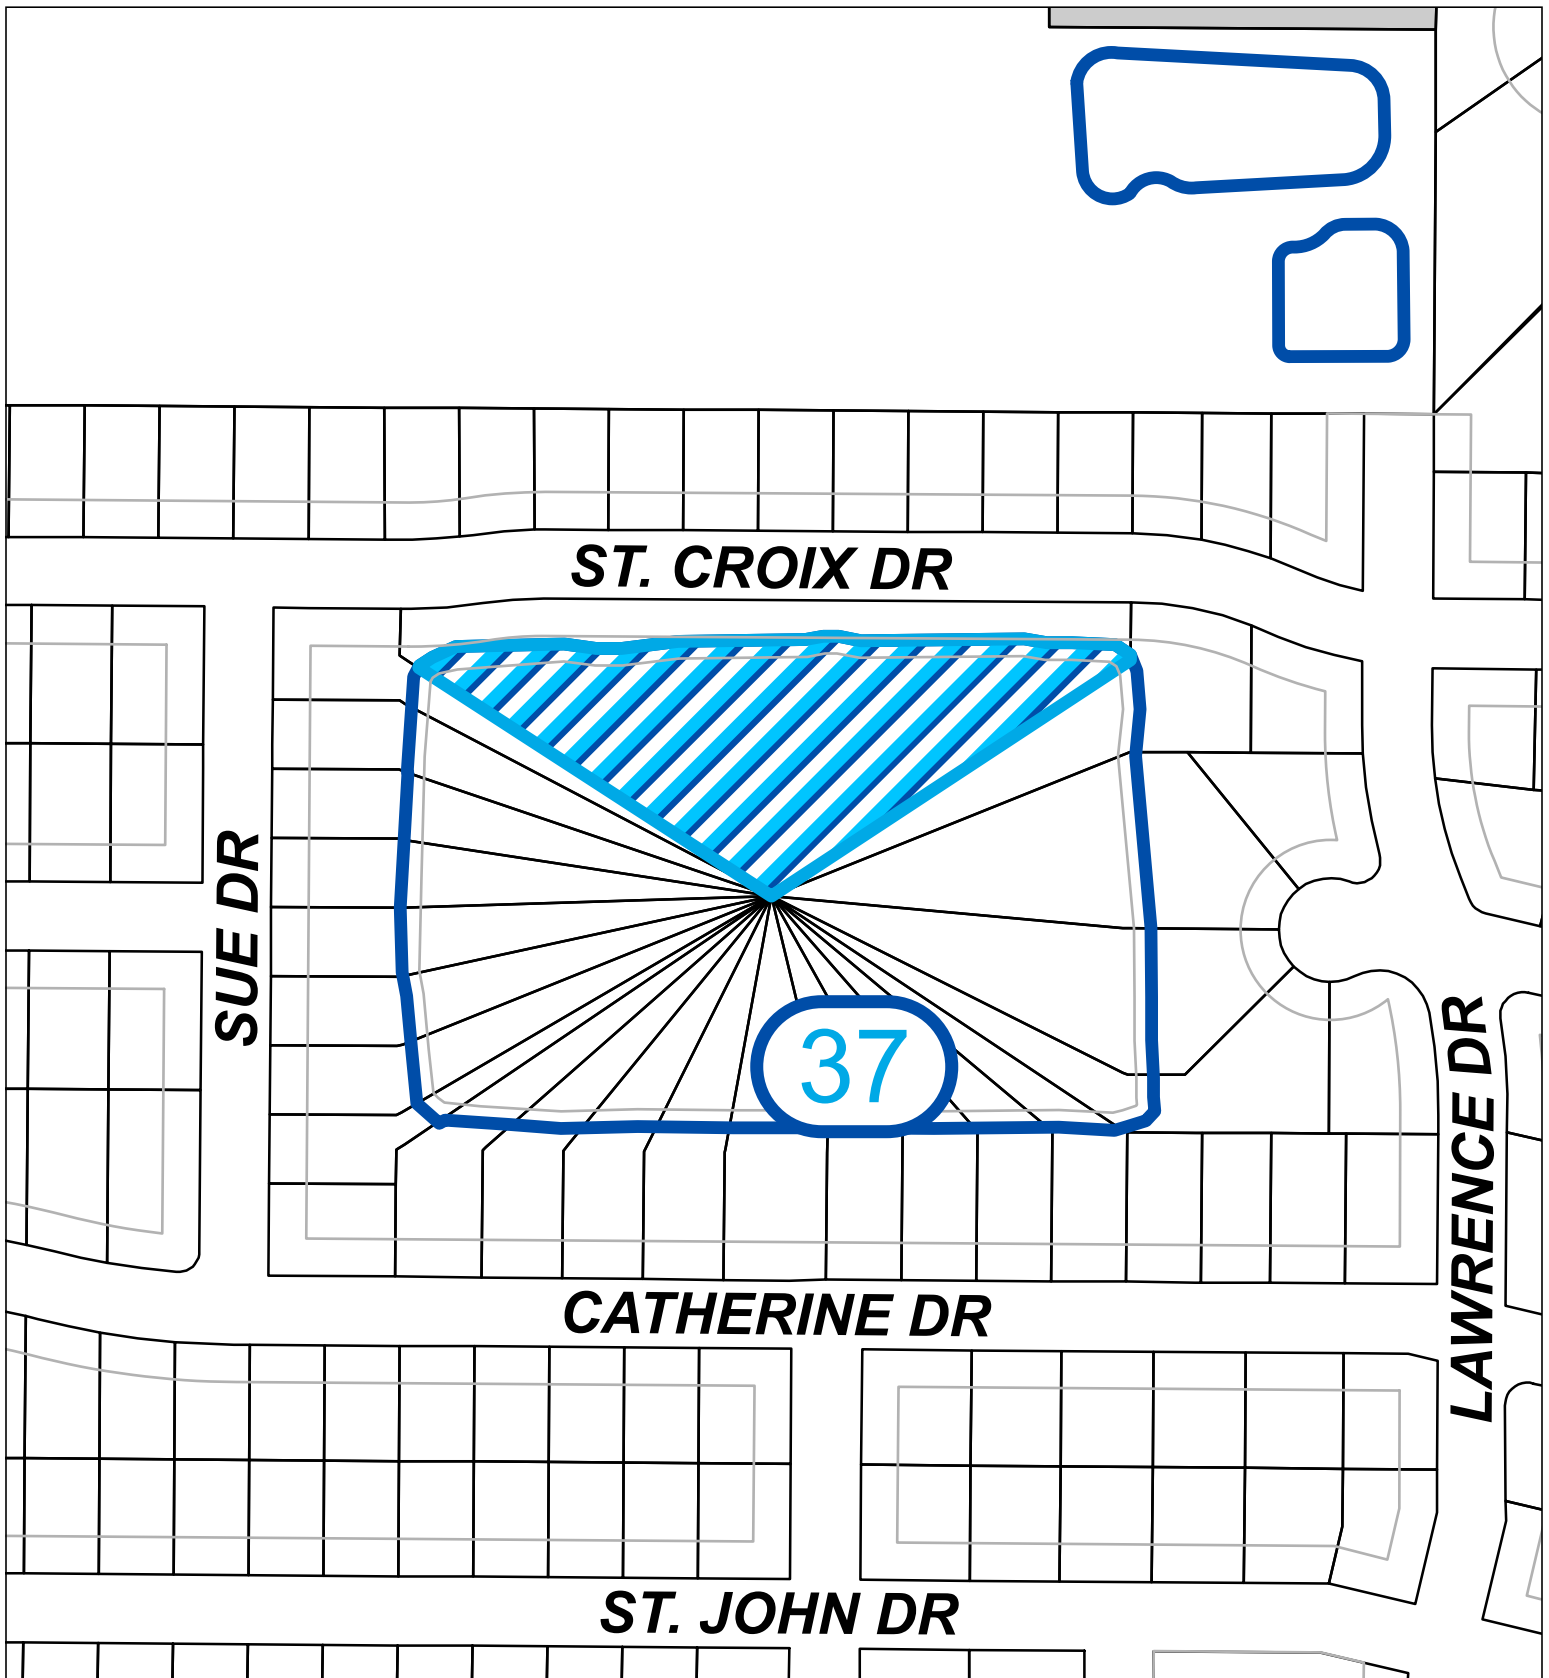 ST. CROIX DR
SUE DR
37
LAWRENCE DR
CATHERINE DR
ST. JOHN DR